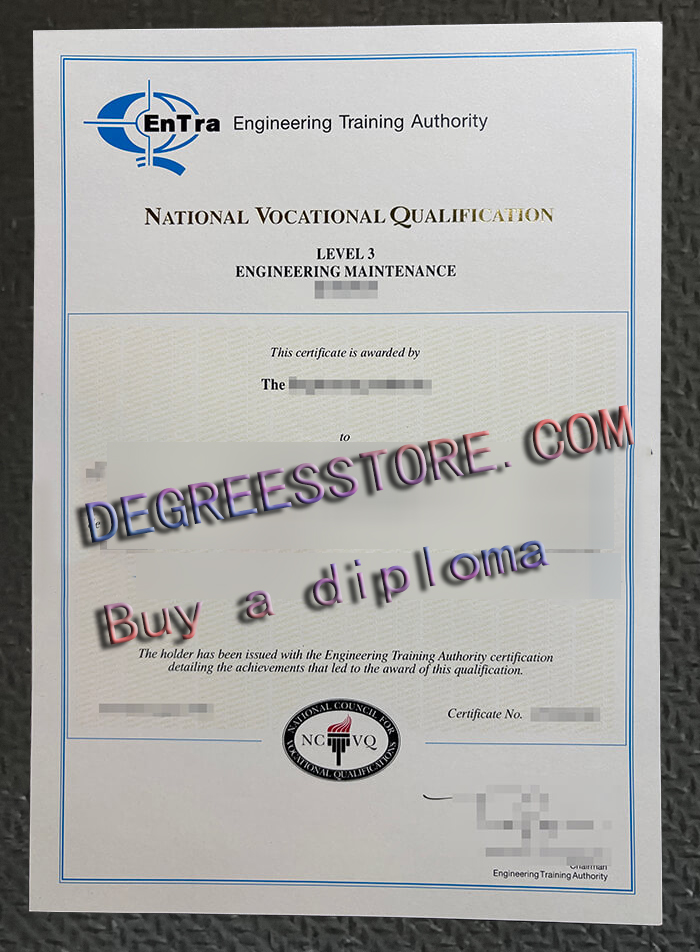 EnTra Engineering Training Authority
NATIONAL VOCATIONAL QUALIFICATION
LEVEL 3
ENGINEERING MAINTENANCE
This certificate is awarded by
The
to
DEGREESSTORE. COM
Buy a diploma
The holder has been issued with the Engineering Training Authority certification
detailing the achievements that led to the award of this qualification.
Certificate No.
NATIONAL COUNCIL FOR
NC VQ
VOCATIONAL QUALIFICATIONS
Chairman
Engineering Training Authority